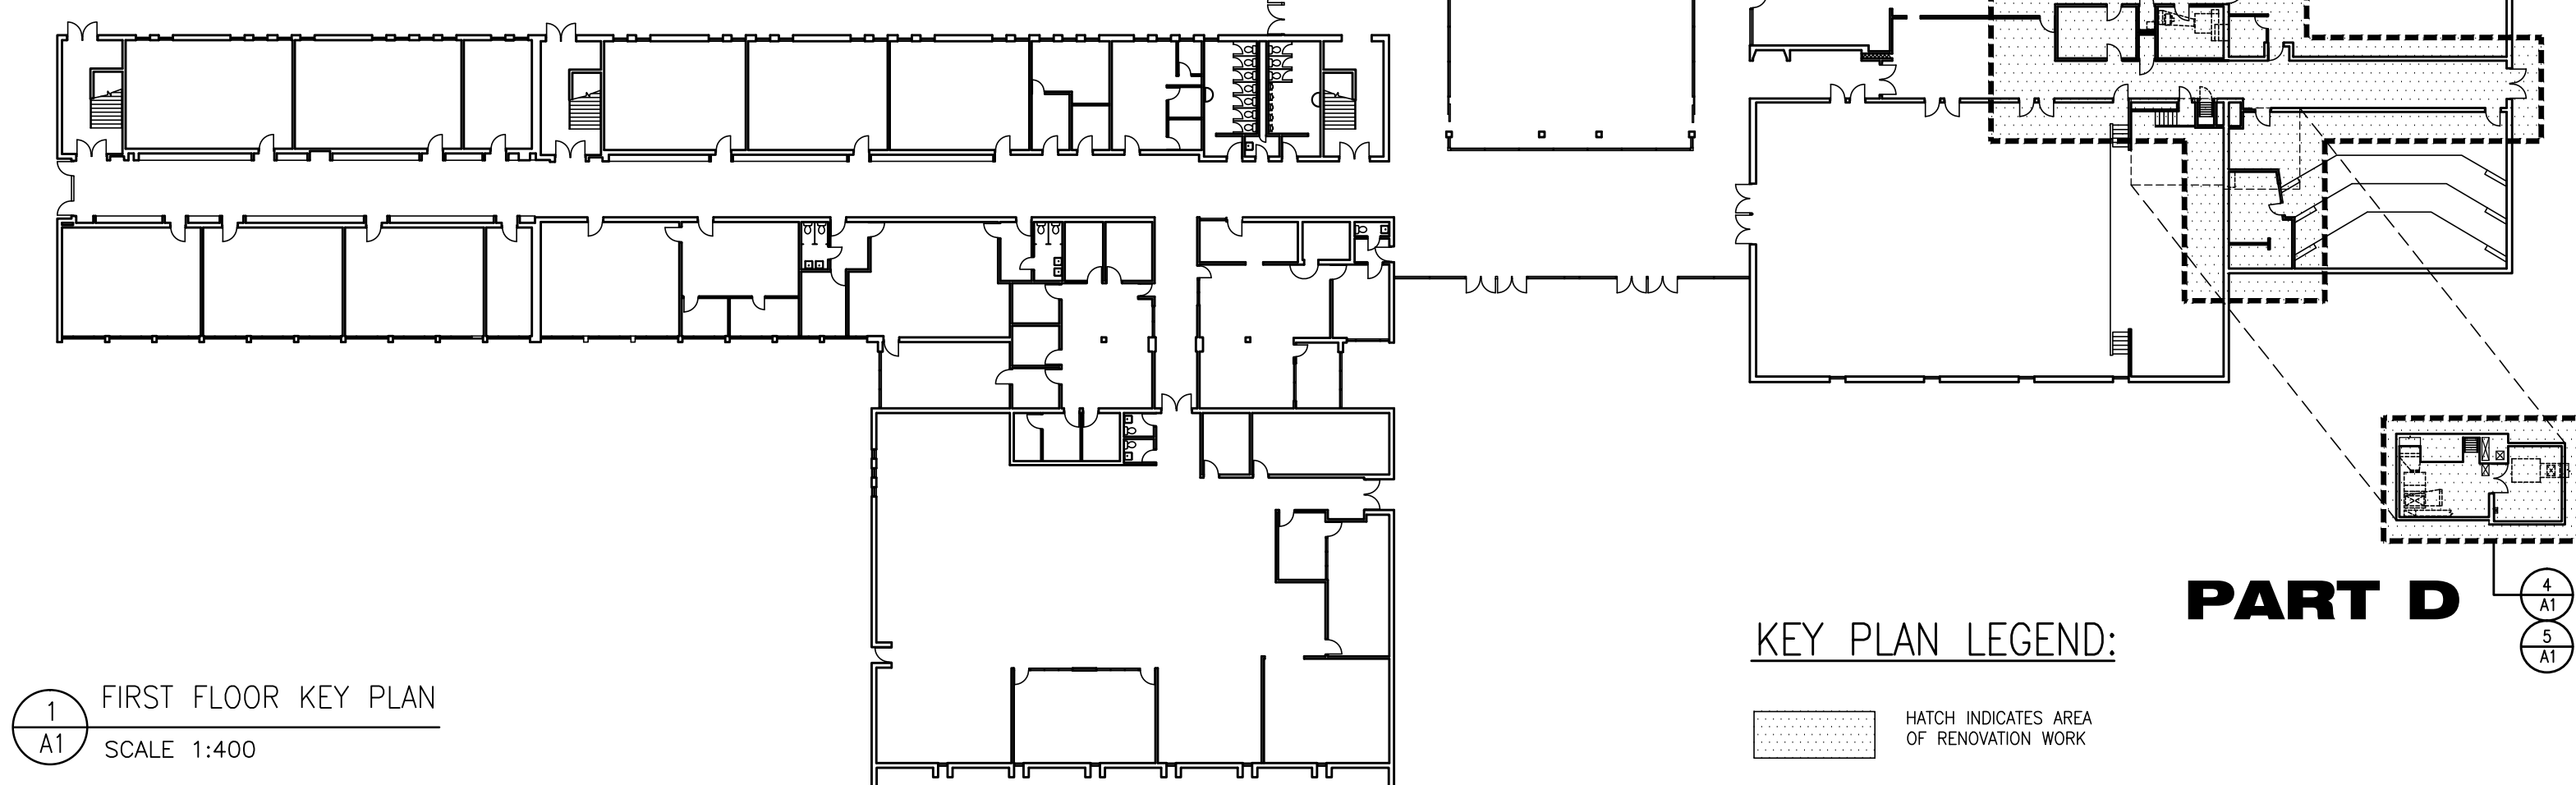 PART D
4
A1
5
A1
KEY PLAN LEGEND:
HATCH INDICATES AREA
OF RENOVATION WORK
1
A1
FIRST FLOOR KEY PLAN
SCALE 1:400